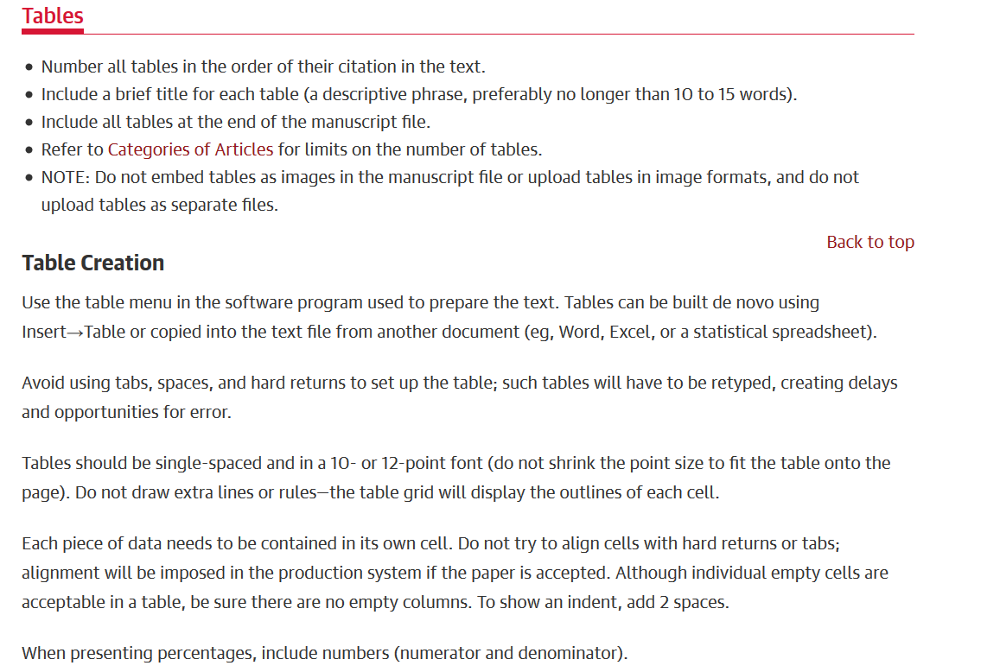 Tables
• Number all tables in the order of their citation in the text.
• Include a brief title for each table (a descriptive phrase, preferably no longer than 10 to 15 words).
• Include all tables at the end of the manuscript file.
• Refer to Categories of Articles for limits on the number of tables.
• NOTE: Do not embed tables as images in the manuscript file or upload tables in image formats, and do not
upload tables as separate files.
Back to top
Table Creation
Use the table menu in the software program used to prepare the text. Tables can be built de novo using
Insert→Table or copied into the text file from another document (eg, Word, Excel, or a statistical spreadsheet).
Avoid using tabs, spaces, and hard returns to set up the table; such tables will have to be retyped, creating delays
and opportunities for error.
Tables should be single-spaced and in a 10- or 12-point font (do not shrink the point size to fit the table onto the
page). Do not draw extra lines or rules—the table grid will display the outlines of each cell.
Each piece of data needs to be contained in its own cell. Do not try to align cells with hard returns or tabs;
alignment will be imposed in the production system if the paper is accepted. Although individual empty cells are
acceptable in a table, be sure there are no empty columns. To show an indent, add 2 spaces.
When presenting percentages, include numbers (numerator and denominator).